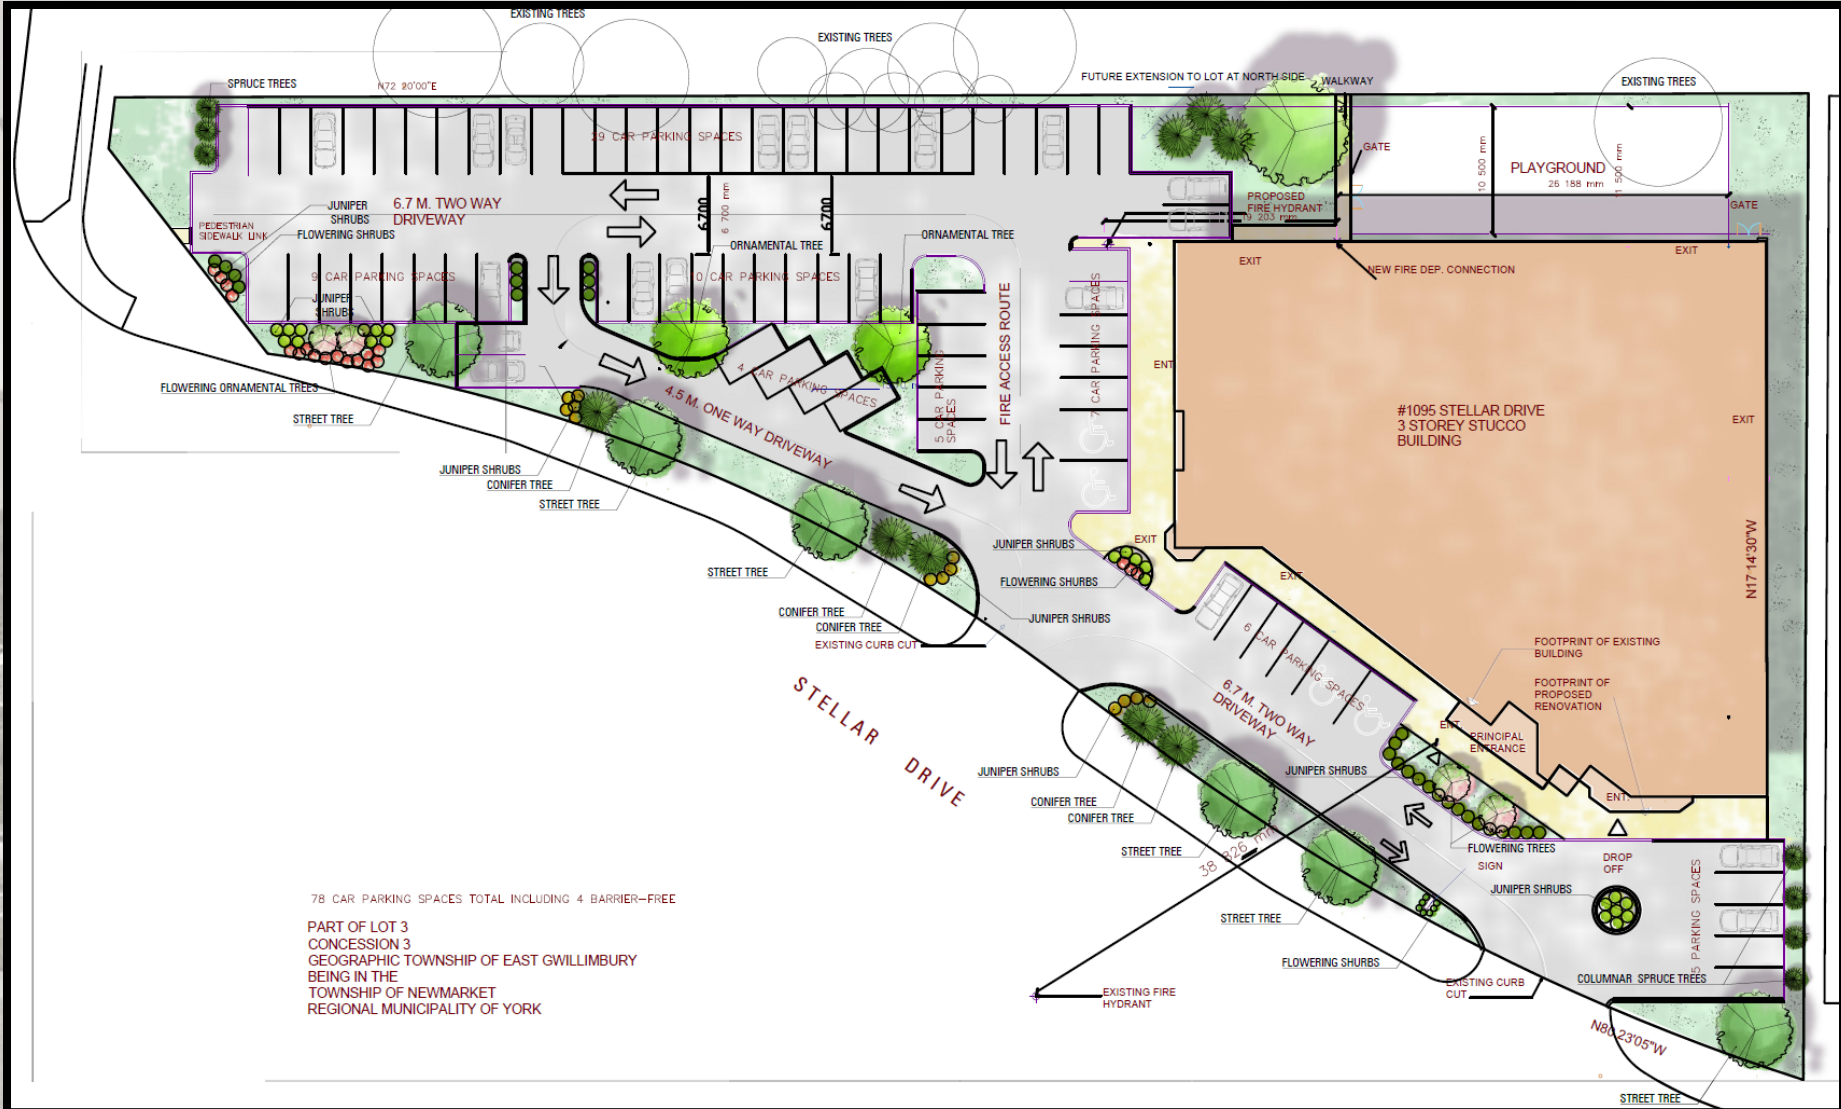 EXISTING TREES
EXISTING TREES
SPRUCE TREES
N72 20'00"E
FUTURE EXTENSION TO LOT AT NORTH SIDE
WALKWAY
EXISTING TREES
29 CAR PARKING SPACES
GATE
PLAYGROUND
26 188 mm
10 500 mm
500 mm
6.7 M. TWO WAY
DRIVEWAY
JUNIPER
SHRUBS
FLOWERING SHRUBS
PEDESTRIAN
SIDEWALK LINK
6700
6 700 mm
6700
PROPOSED
FIRE HYDRANT
9 203 mm
GATE
ORNAMENTAL TREE
ORNAMENTAL TREE
9 CAR PARKING SPACES
10 CAR PARKING SPACES
JUNIPER
SHRUBS
EXIT
NEW FIRE DEP. CONNECTION
EXIT
FIRE ACCESS ROUTE
7 CAR PARKING SPACES
5 CAR PARKING
SPACES
4 CAR PARKING SPACES
4.5 M. ONE WAY DRIVEWAY
ENT
FLOWERING ORNAMENTAL TREES
STREET TREE
#1095 STELLAR DRIVE
3 STOREY STUCCO
BUILDING
EXIT
JUNIPER SHRUBS
CONIFER TREE
STREET TREE
STREET TREE
JUNIPER SHRUBS
EXIT
FLOWERING SHURBS
EXIT
N17 14'30"W
CONIFER TREE
CONIFER TREE
EXISTING CURB CUT
JUNIPER SHRUBS
6 CAR PARKING SPACES
FOOTPRINT OF EXISTING
BUILDING
FOOTPRINT OF
PROPOSED
RENOVATION
6.7 M. TWO WAY
DRIVEWAY
STELLAR DRIVE
ENT.
PRINCIPAL
ENTRANCE
JUNIPER SHRUBS
JUNIPER SHRUBS
CONIFER TREE
CONIFER TREE
ENT.
STREET TREE
38 826 mm
FLOWERING TREES
SIGN
DROP
OFF
JUNIPER SHRUBS
5 PARKING SPACES
STREET TREE
FLOWERING SHURBS
COLUMNAR SPRUCE TREES
EXISTING CURB
CUT
EXISTING FIRE
HYDRANT
N80 23'05"W
STREET TREE
78 CAR PARKING SPACES TOTAL INCLUDING 4 BARRIER-FREE
PART OF LOT 3
CONCESSION 3
GEOGRAPHIC TOWNSHIP OF EAST GWILLIMBURY
BEING IN THE
TOWNSHIP OF NEWMARKET
REGIONAL MUNICIPALITY OF YORK